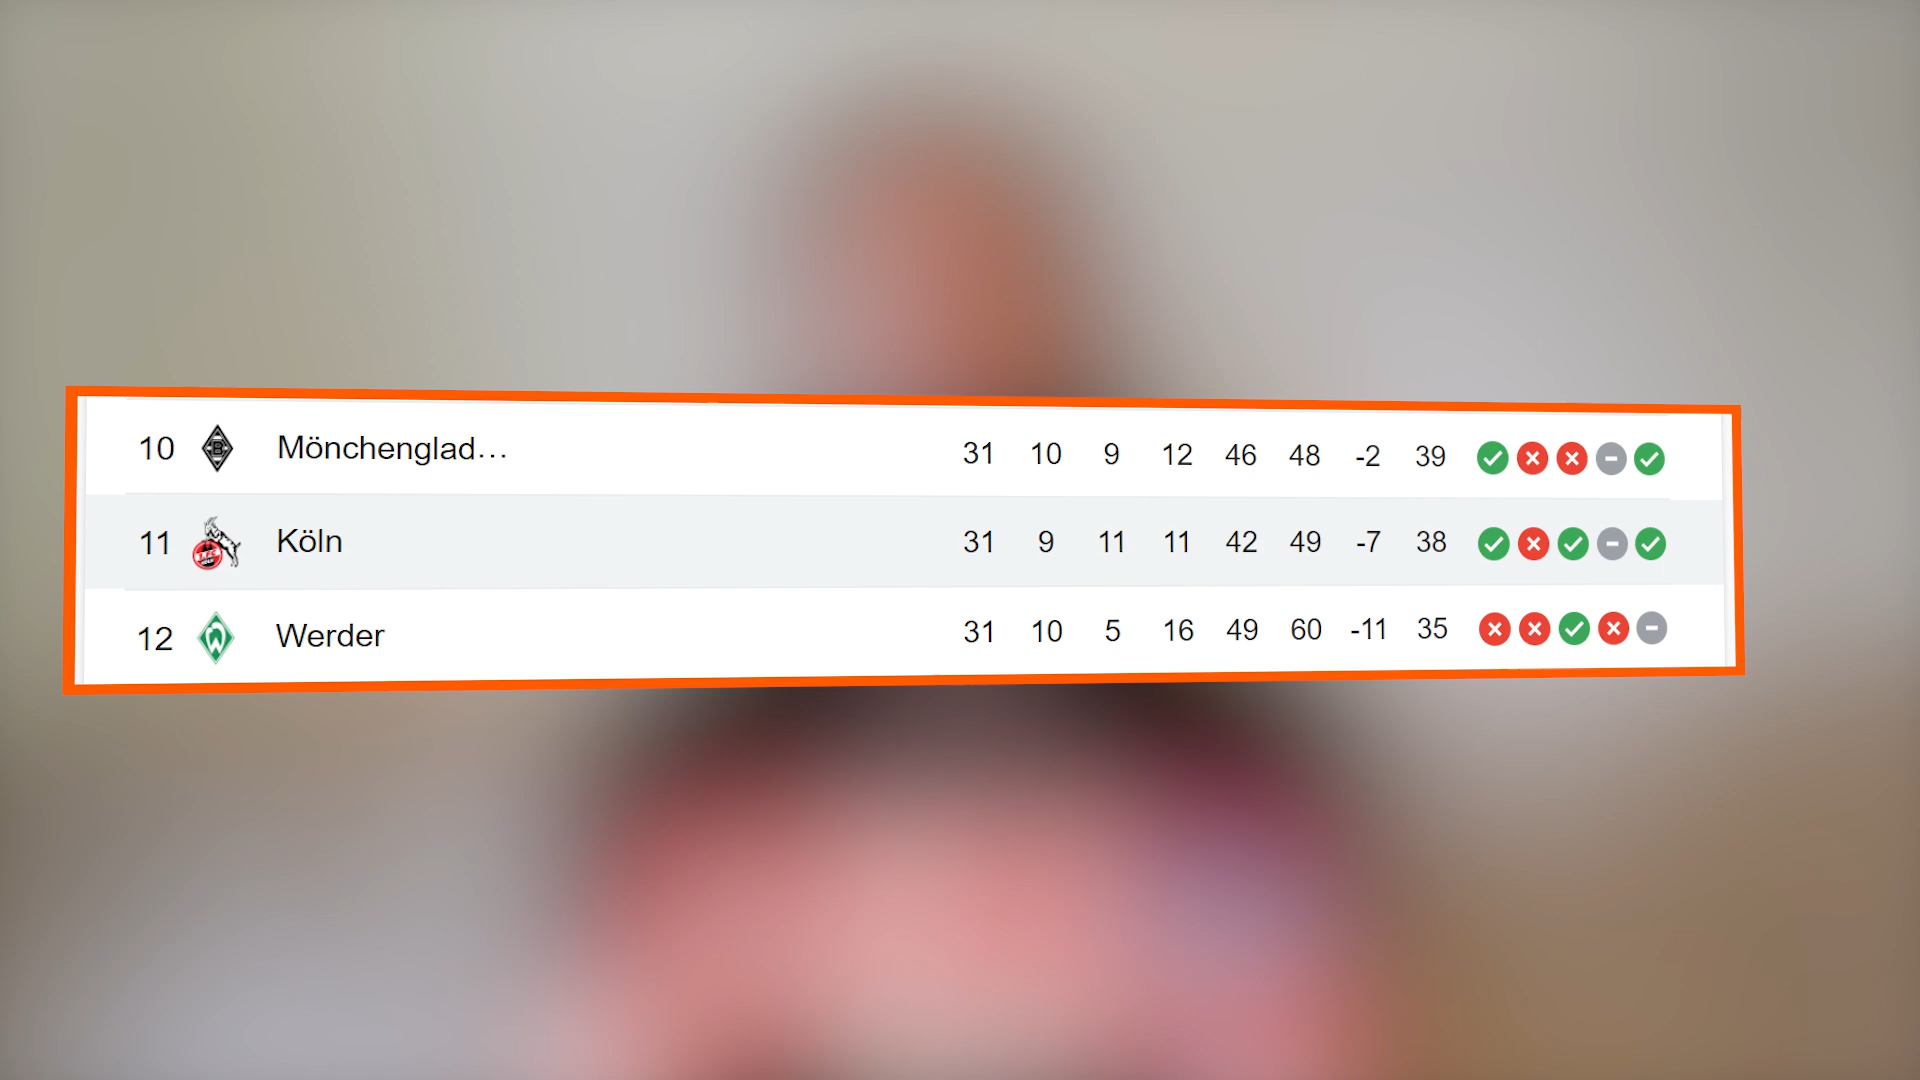 10 Mönchenglad... 31 10 9 12 46 48 -2 39
11 Köln 31 9 11 11 42 49 -7 38
12 Werder 31 10 5 16 49 60 -11 35